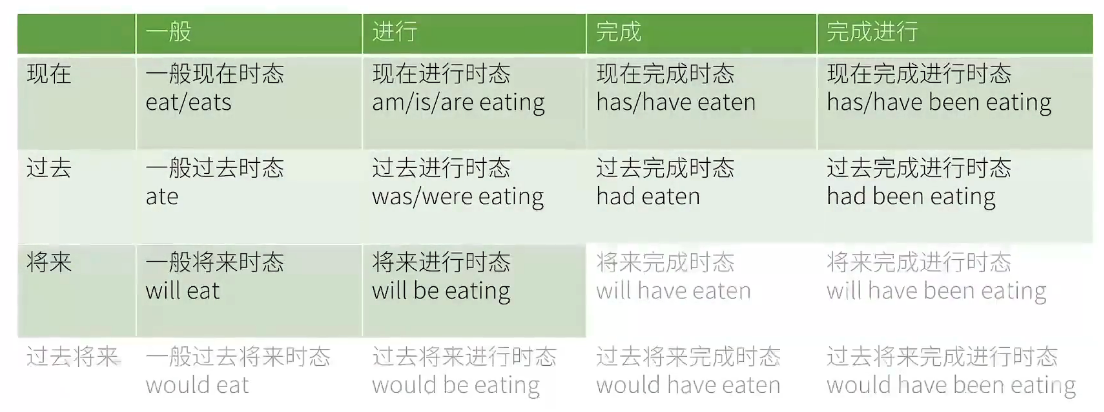 一般 进行 完成 完成进行
现在 一般现在时态 现在进行时态 现在完成时态 现在完成进行时态
eat/eats am/is/are eating has/have eaten has/have been eating
过去 一般过去时态 过去进行时态 过去完成时态 过去完成进行时态
ate was/were eating had eaten had been eating
将来 一般将来时态 将来进行时态 将来完成时态 将来完成进行时态
will eat will be eating will have eaten will have been eating
过去将来 一般过去将来时态 过去将来进行时态 过去将来完成时态 过去将来完成进行时态
would eat would be eating would have eaten would have been eating